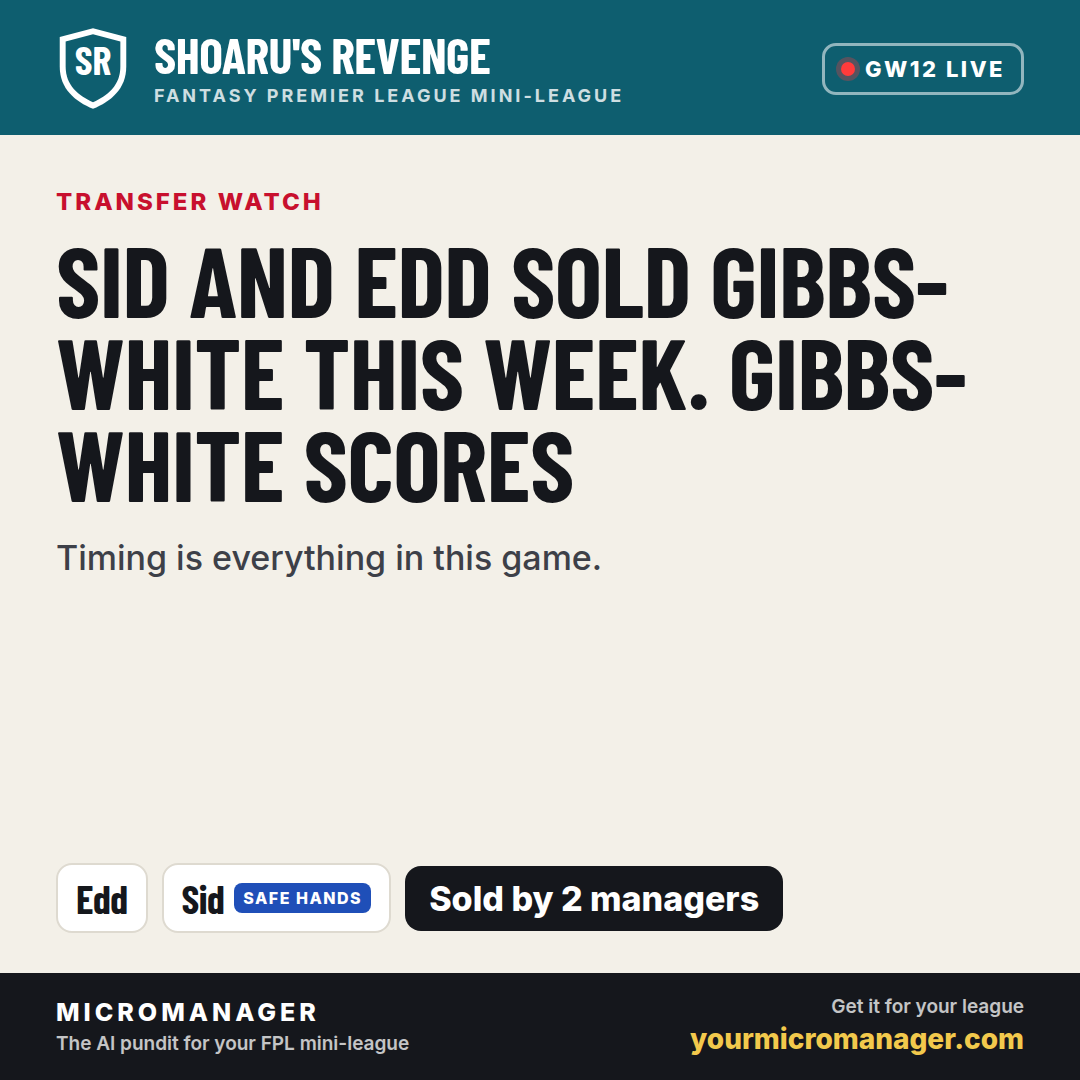 SR
SHOARU'S REVENGE
FANTASY PREMIER LEAGUE MINI-LEAGUE
GW12 LIVE
TRANSFER WATCH
SID AND EDD SOLD GIBBS-
WHITE THIS WEEK. GIBBS-
WHITE SCORES
Timing is everything in this game.
Edd
Sid SAFE HANDS
Sold by 2 managers
MICROMANAGER
The AI pundit for your FPL mini-league
Get it for your league
yourmicromanager.com